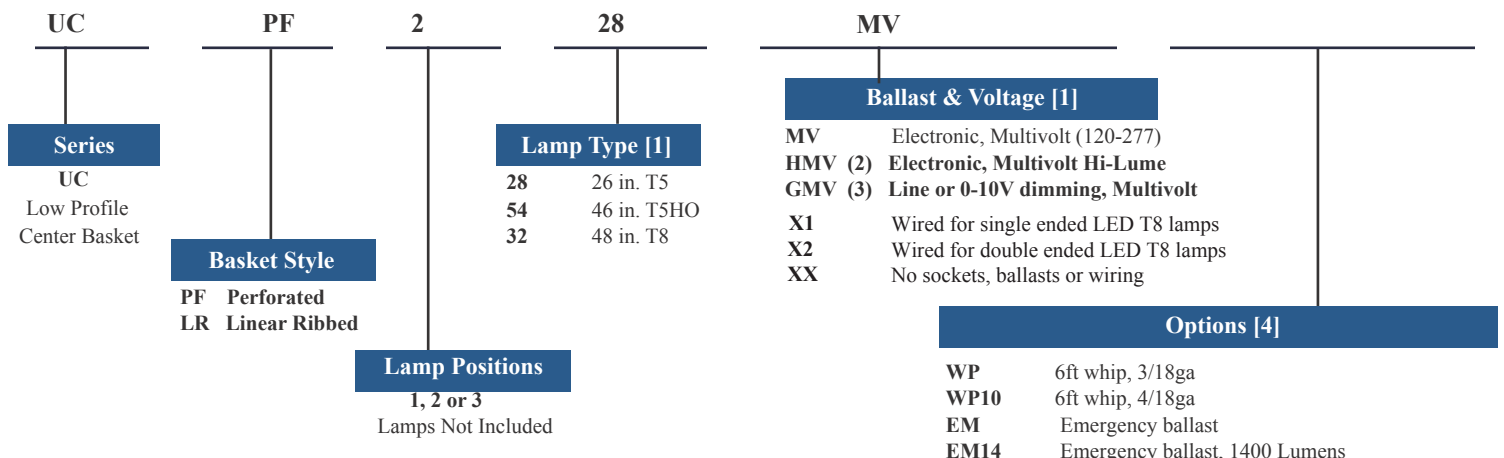 UC PF 2 28 MV
Series
UC
Low Profile
Center Basket
Basket Style
PF Perforated
LR Linear Ribbed
Lamp Positions
1, 2 or 3
Lamps Not Included
Lamp Type [1]
28 26 in. T5
54 46 in. T5HO
32 48 in. T8
Ballast & Voltage [1]
MV Electronic, Multivolt (120-277)
HMV (2) Electronic, Multivolt Hi-Lume
GMV (3) Line or 0-10V dimming, Multivolt
X1 Wired for single ended LED T8 lamps
X2 Wired for double ended LED T8 lamps
XX No sockets, ballasts or wiring
Options [4]
WP 6ft whip, 3/18ga
WP10 6ft whip, 4/18ga
EM Emergency ballast
EM14 Emergency ballast, 1400 Lumens